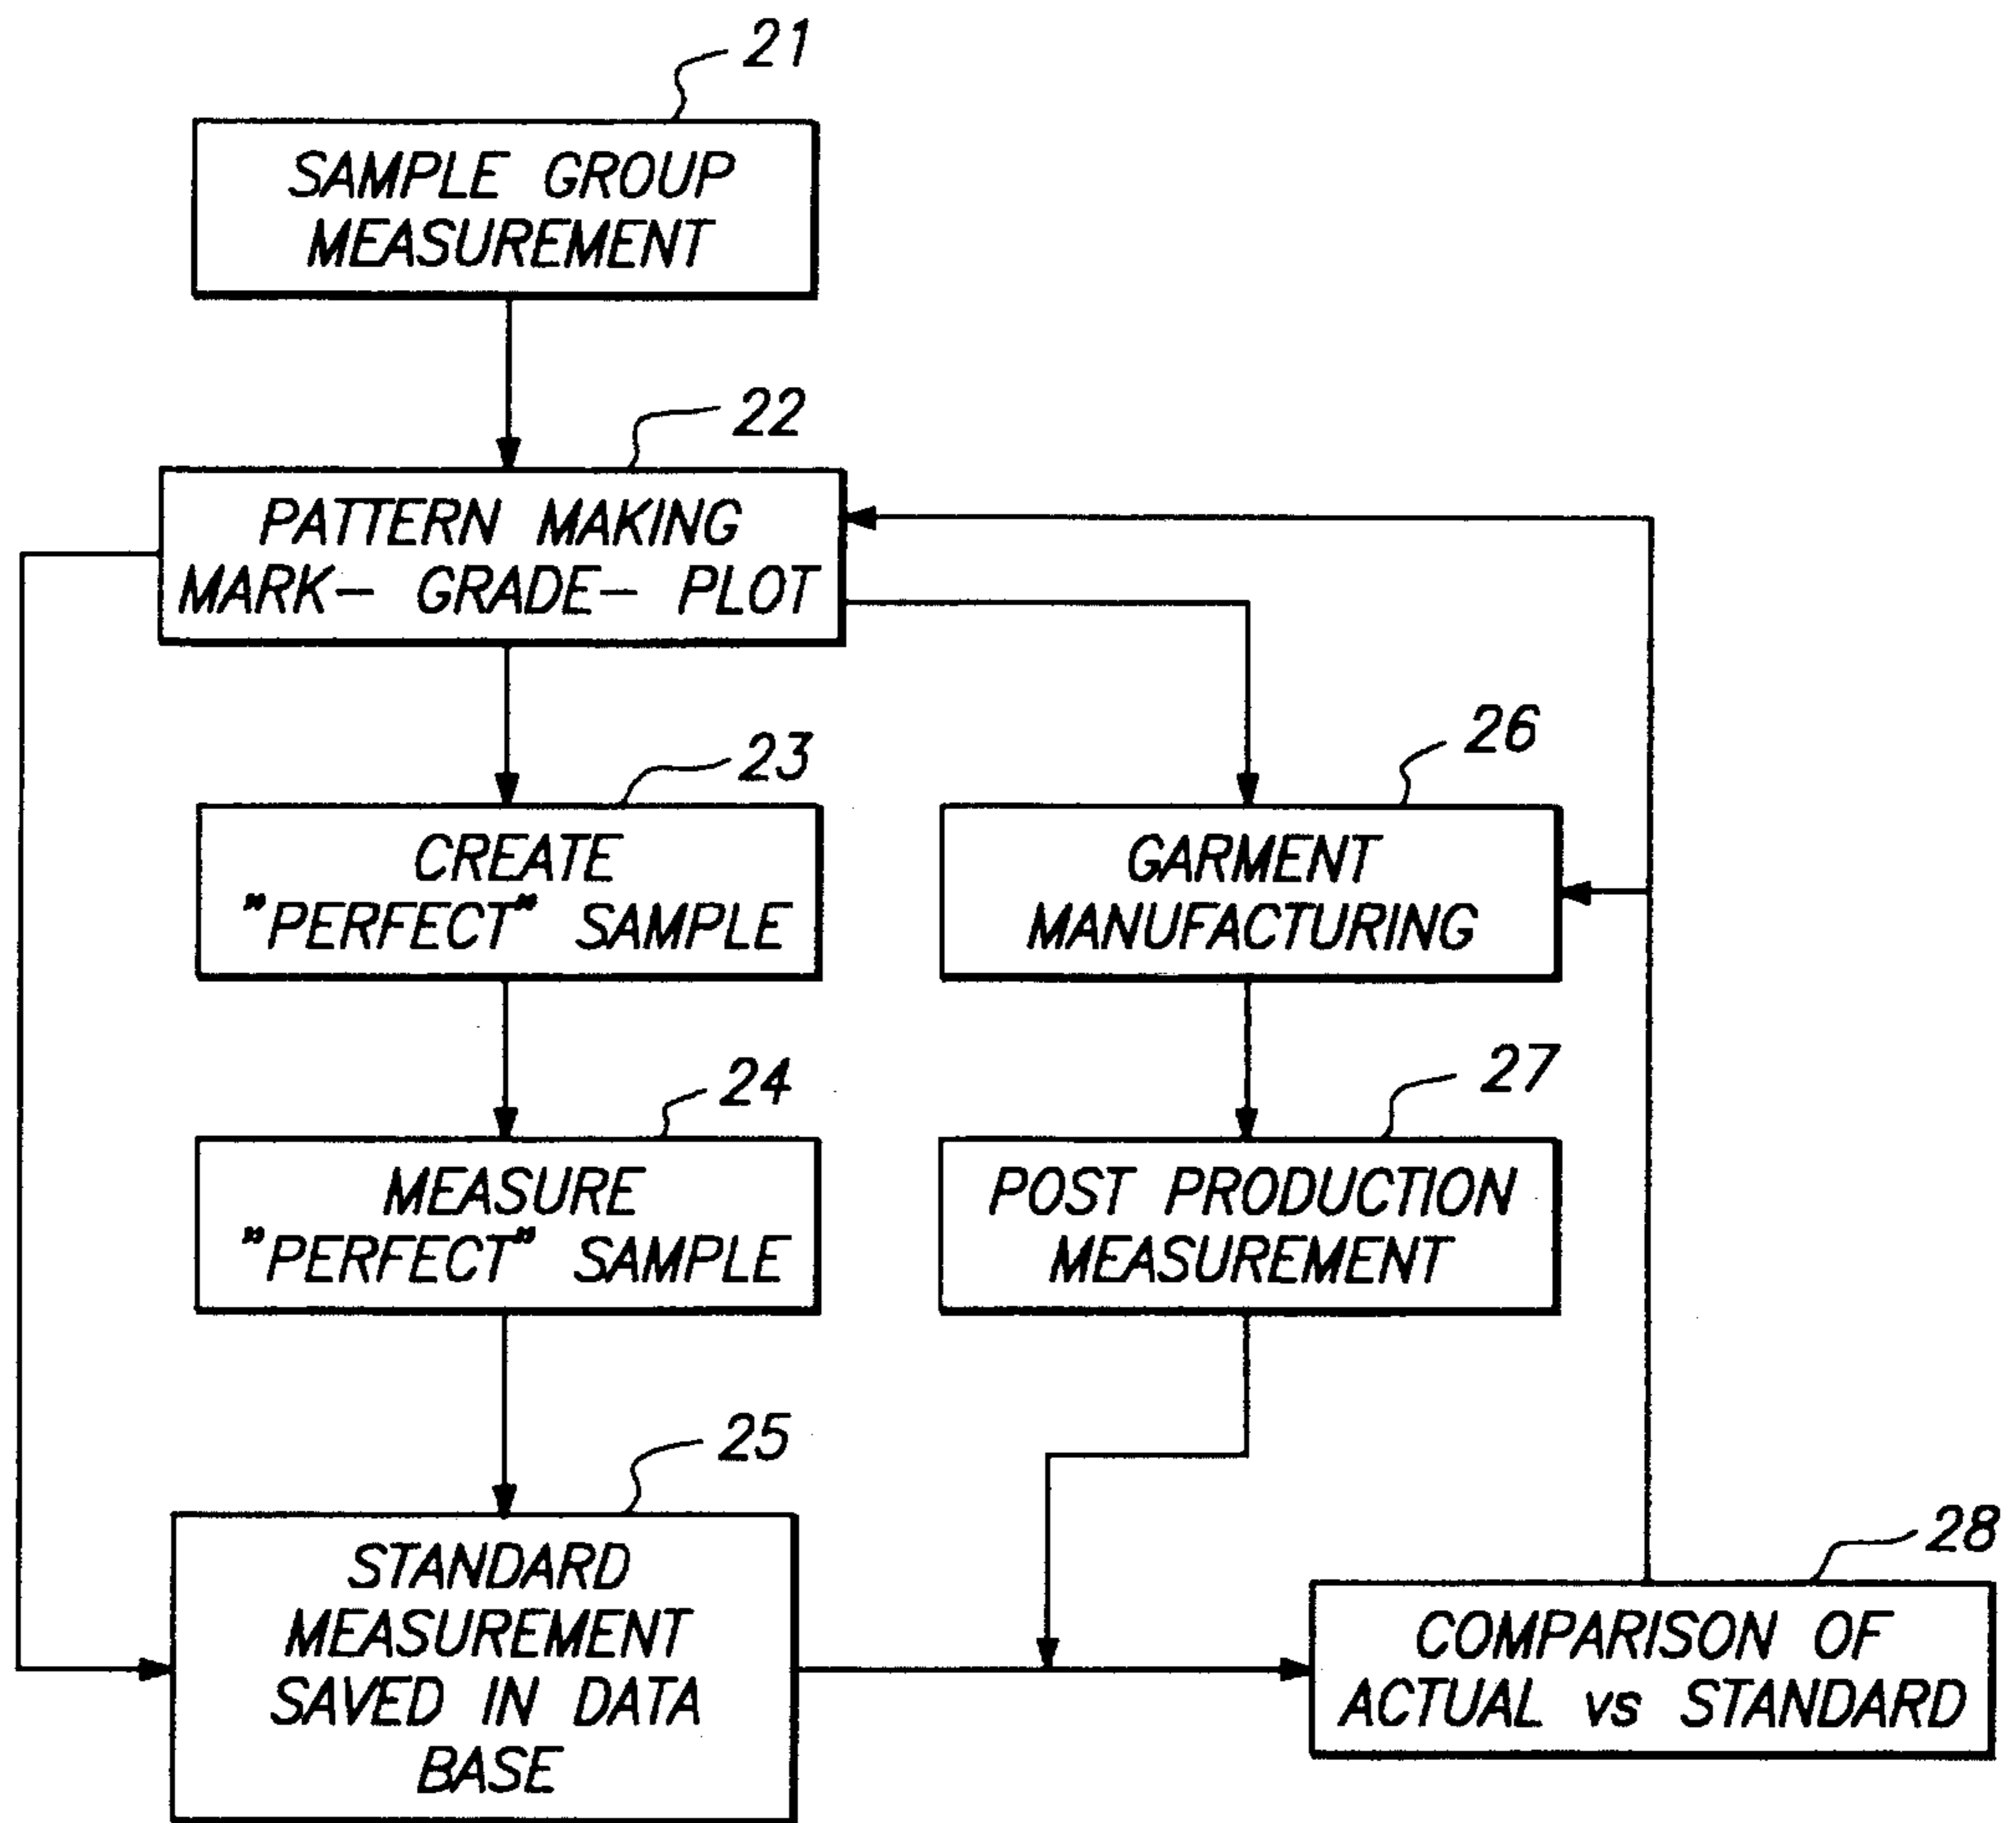 21
SAMPLE GROUP
MEASUREMENT
22
PATTERN MAKING
MARK- GRADE- PLOT
23
CREATE
"PERFECT" SAMPLE
26
GARMENT
MANUFACTURING
24
MEASURE
"PERFECT" SAMPLE
27
POST PRODUCTION
MEASUREMENT
25
STANDARD
MEASUREMENT
SAVED IN DATA
BASE
28
COMPARISON OF
ACTUAL vs STANDARD